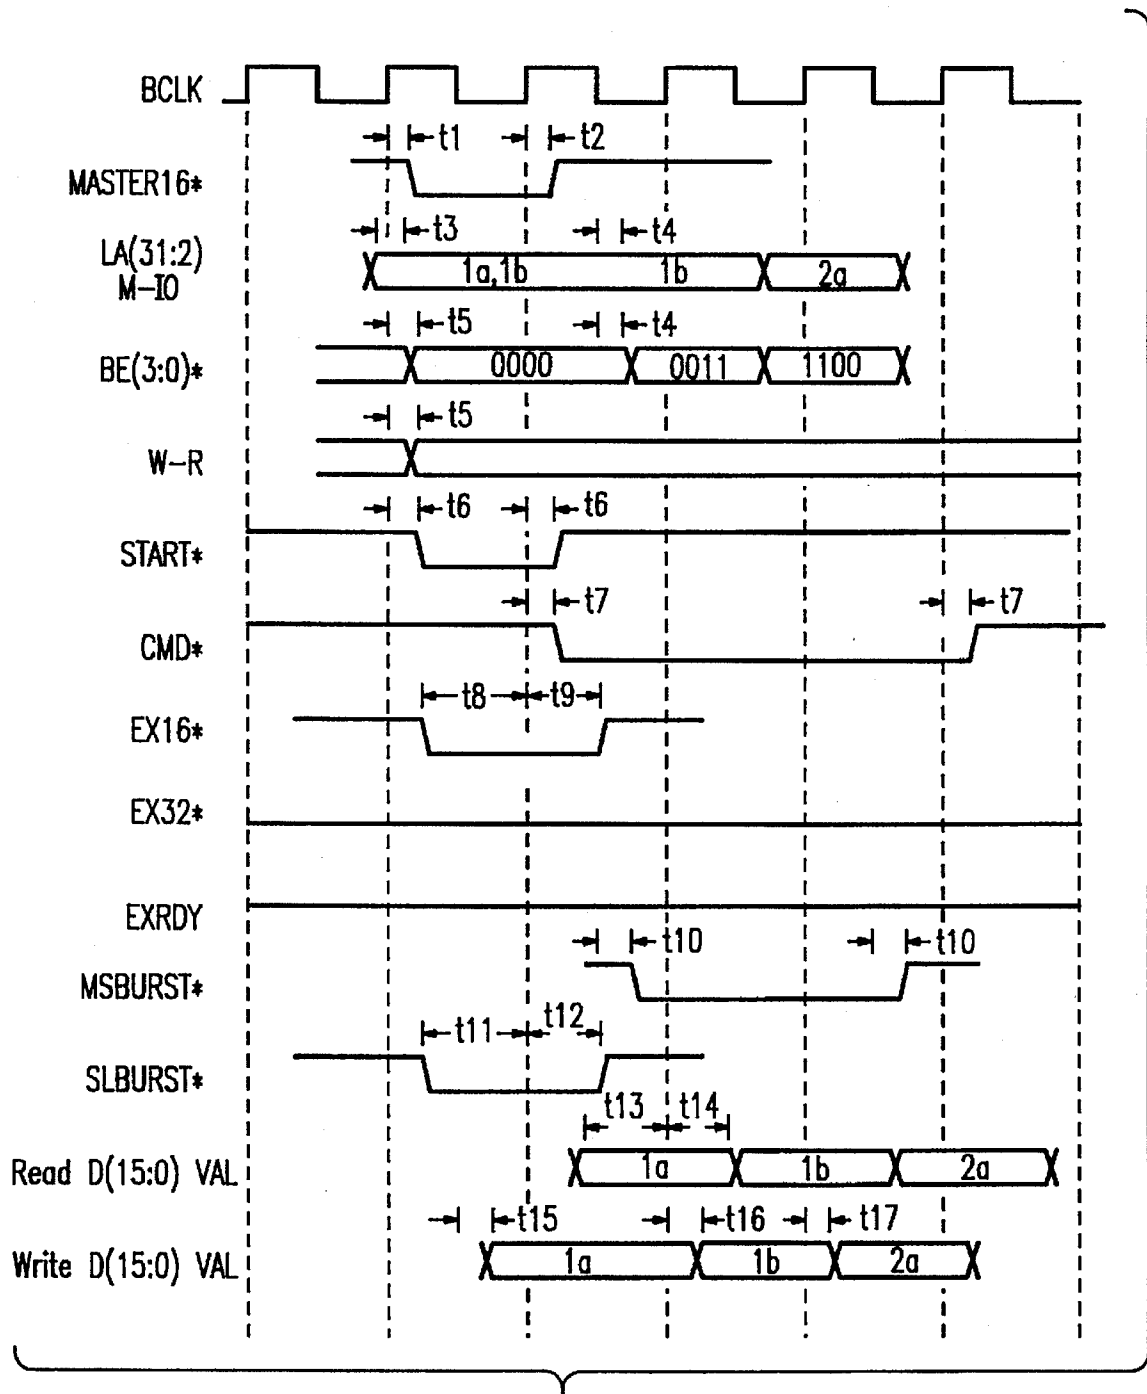 BCLK
t1 t2
MASTER16*
t3 t4
LA(31:2)
M-IO
1a,1b 1b 2a
t5 t4
BE(3:0)*
0000 0011 1100
t5
W-R
t6 t6
START*
t7 t7
CMD*
t8 t9
EX16*
EX32*
EXRDY
t10 t10
MSBURST*
t11 t12
SLBURST*
t13 t14
Read D(15:0) VAL
1a 1b 2a
t15 t16 t17
Write D(15:0) VAL
1a 1b 2a